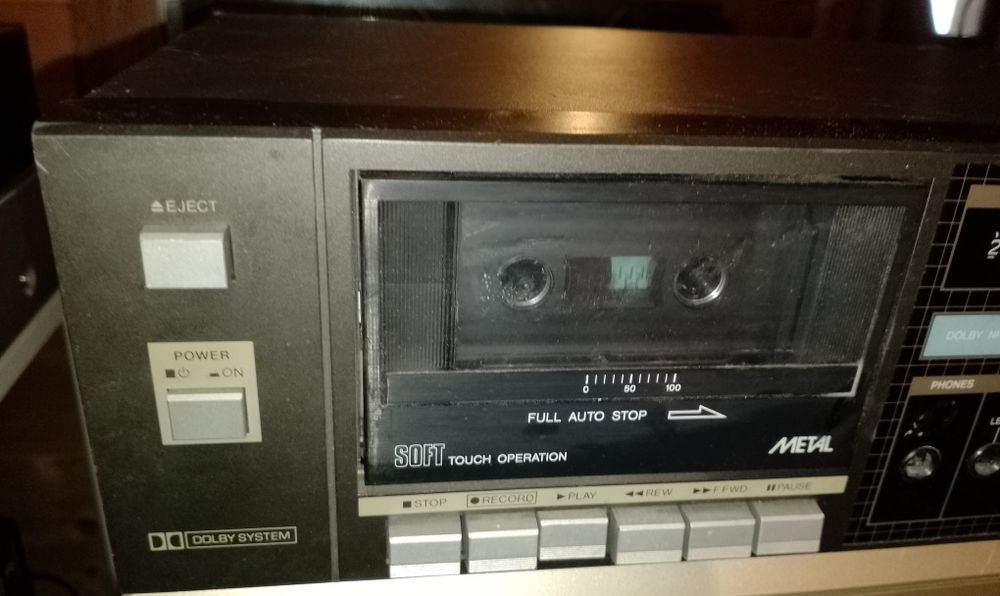 EJECT
POWER
ON
DOLBY SYSTEM
0 50 100
FULL AUTO STOP
SOFT TOUCH OPERATION
METAL
STOP RECORD PLAY REW F.FWD PAUSE
DOLBY
PHONES